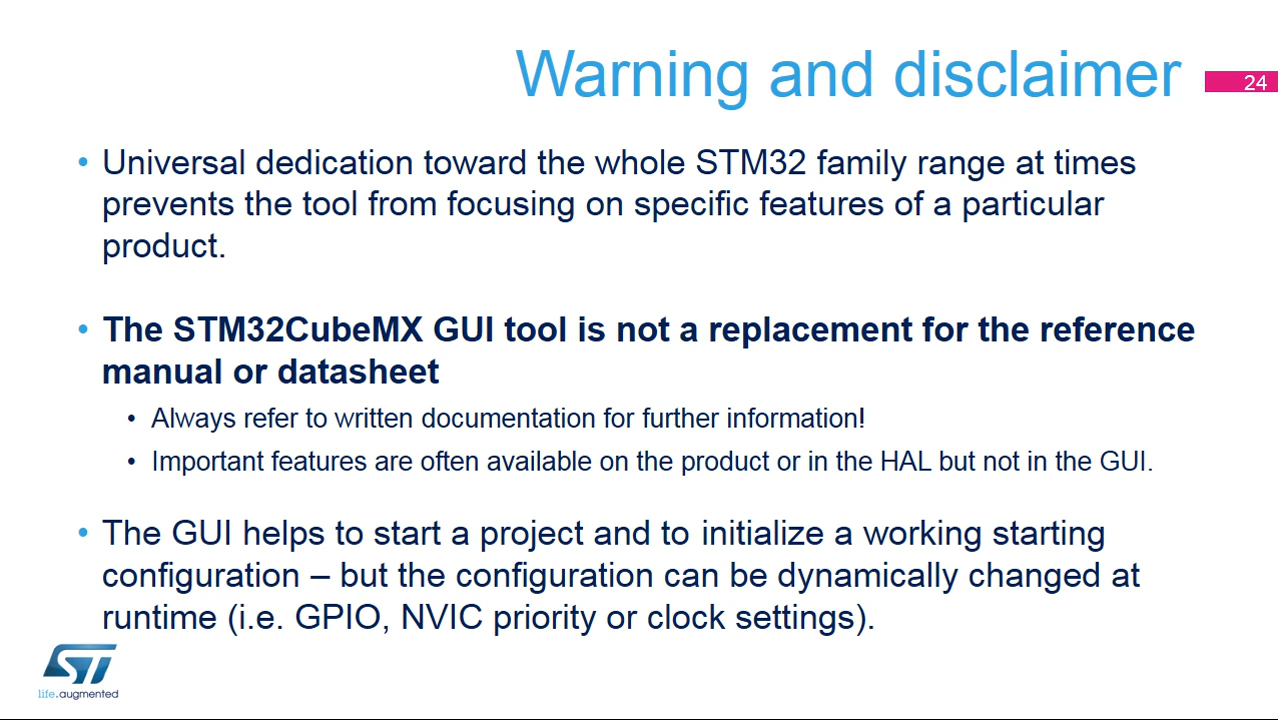 Warning and disclaimer
24
• Universal dedication toward the whole STM32 family range at times
prevents the tool from focusing on specific features of a particular
product.
• The STM32CubeMX GUI tool is not a replacement for the reference
manual or datasheet
• Always refer to written documentation for further information!
• Important features are often available on the product or in the HAL but not in the GUI.
• The GUI helps to start a project and to initialize a working starting
configuration – but the configuration can be dynamically changed at
runtime (i.e. GPIO, NVIC priority or clock settings).
ST
life.augmented